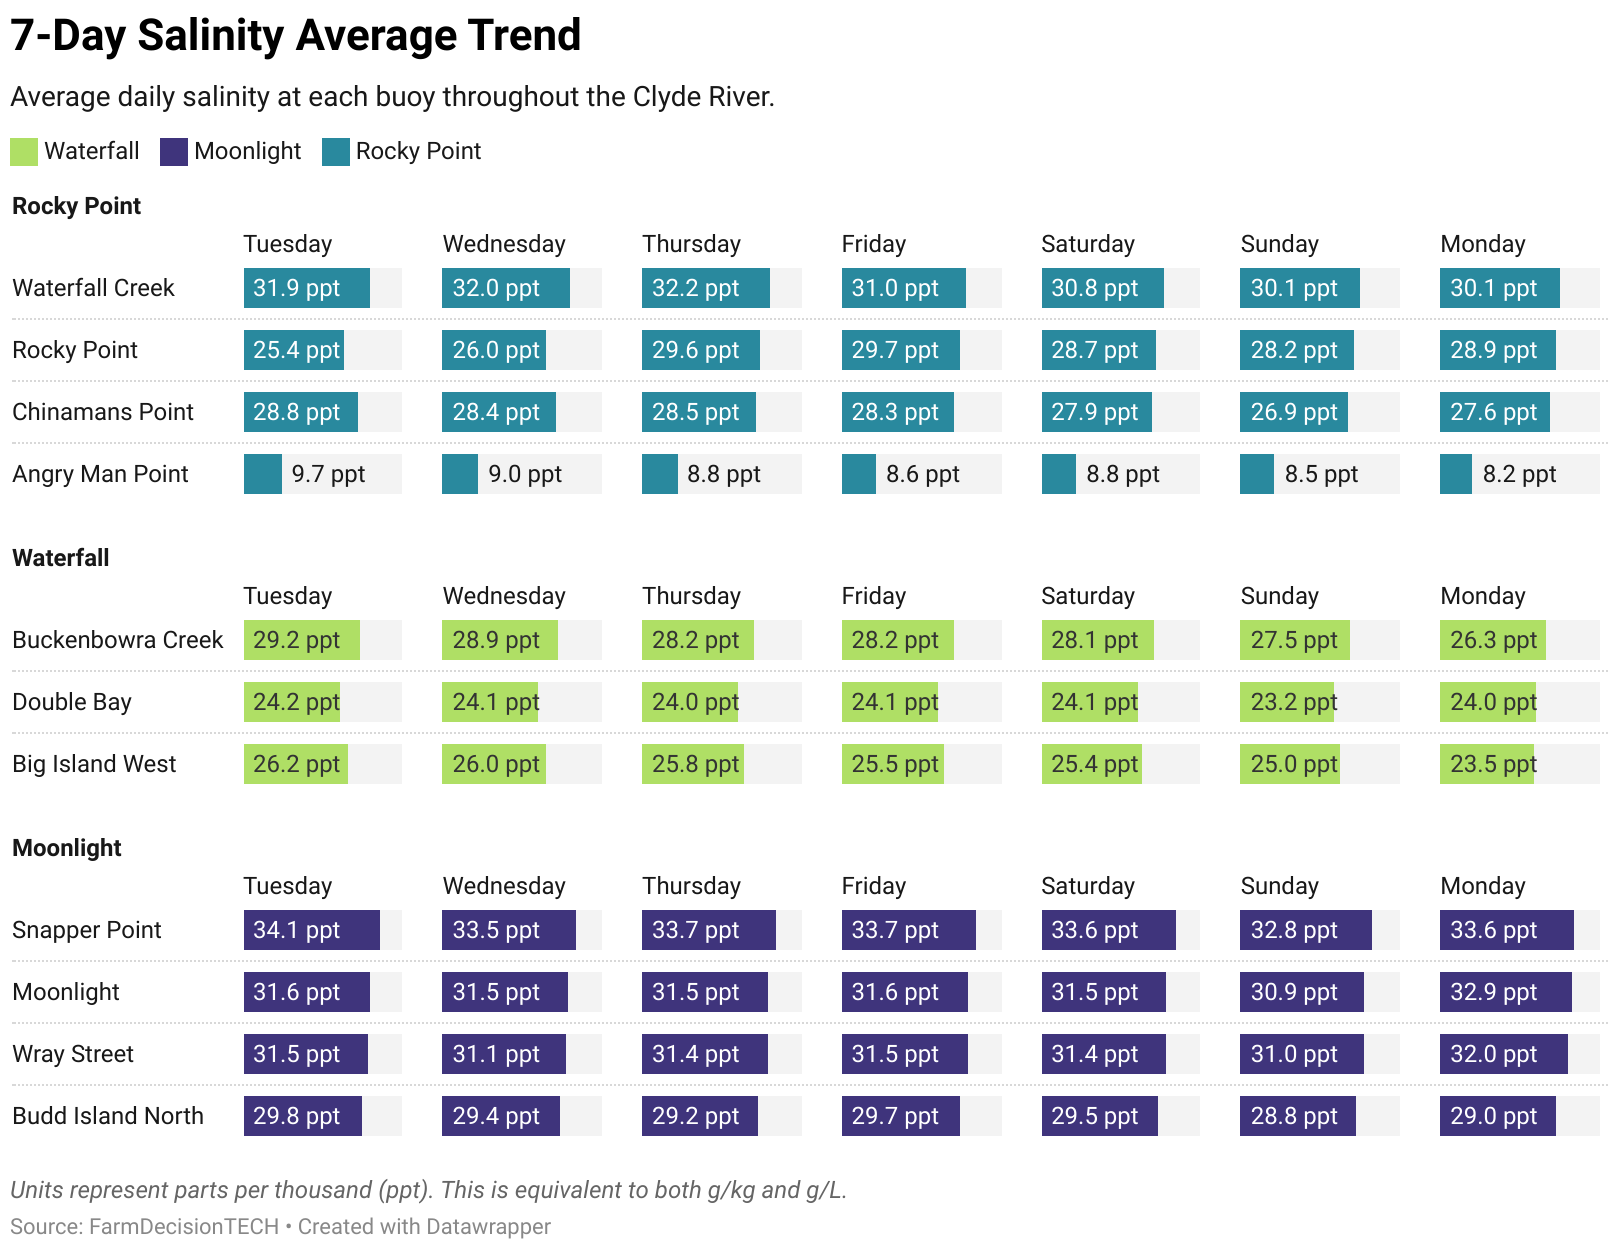 7-Day Salinity Average Trend
Average daily salinity at each buoy throughout the Clyde River.
Waterfall Moonlight Rocky Point
Rocky Point
Tuesday Wednesday Thursday Friday Saturday Sunday Monday
Waterfall Creek 31.9 ppt 32.0 ppt 32.2 ppt 31.0 ppt 30.8 ppt 30.1 ppt 30.1 ppt
Rocky Point 25.4 ppt 26.0 ppt 29.6 ppt 29.7 ppt 28.7 ppt 28.2 ppt 28.9 ppt
Chinamans Point 28.8 ppt 28.4 ppt 28.5 ppt 28.3 ppt 27.9 ppt 26.9 ppt 27.6 ppt
Angry Man Point 9.7 ppt 9.0 ppt 8.8 ppt 8.6 ppt 8.8 ppt 8.5 ppt 8.2 ppt
Waterfall
Tuesday Wednesday Thursday Friday Saturday Sunday Monday
Buckenbowra Creek 29.2 ppt 28.9 ppt 28.2 ppt 28.2 ppt 28.1 ppt 27.5 ppt 26.3 ppt
Double Bay 24.2 ppt 24.1 ppt 24.0 ppt 24.1 ppt 24.1 ppt 23.2 ppt 24.0 ppt
Big Island West 26.2 ppt 26.0 ppt 25.8 ppt 25.5 ppt 25.4 ppt 25.0 ppt 23.5 ppt
Moonlight
Tuesday Wednesday Thursday Friday Saturday Sunday Monday
Snapper Point 34.1 ppt 33.5 ppt 33.7 ppt 33.7 ppt 33.6 ppt 32.8 ppt 33.6 ppt
Moonlight 31.6 ppt 31.5 ppt 31.5 ppt 31.6 ppt 31.5 ppt 30.9 ppt 32.9 ppt
Wray Street 31.5 ppt 31.1 ppt 31.4 ppt 31.5 ppt 31.4 ppt 31.0 ppt 32.0 ppt
Budd Island North 29.8 ppt 29.4 ppt 29.2 ppt 29.7 ppt 29.5 ppt 28.8 ppt 29.0 ppt
Units represent parts per thousand (ppt). This is equivalent to both g/kg and g/L.
Source: FarmDecisionTECH • Created with Datawrapper